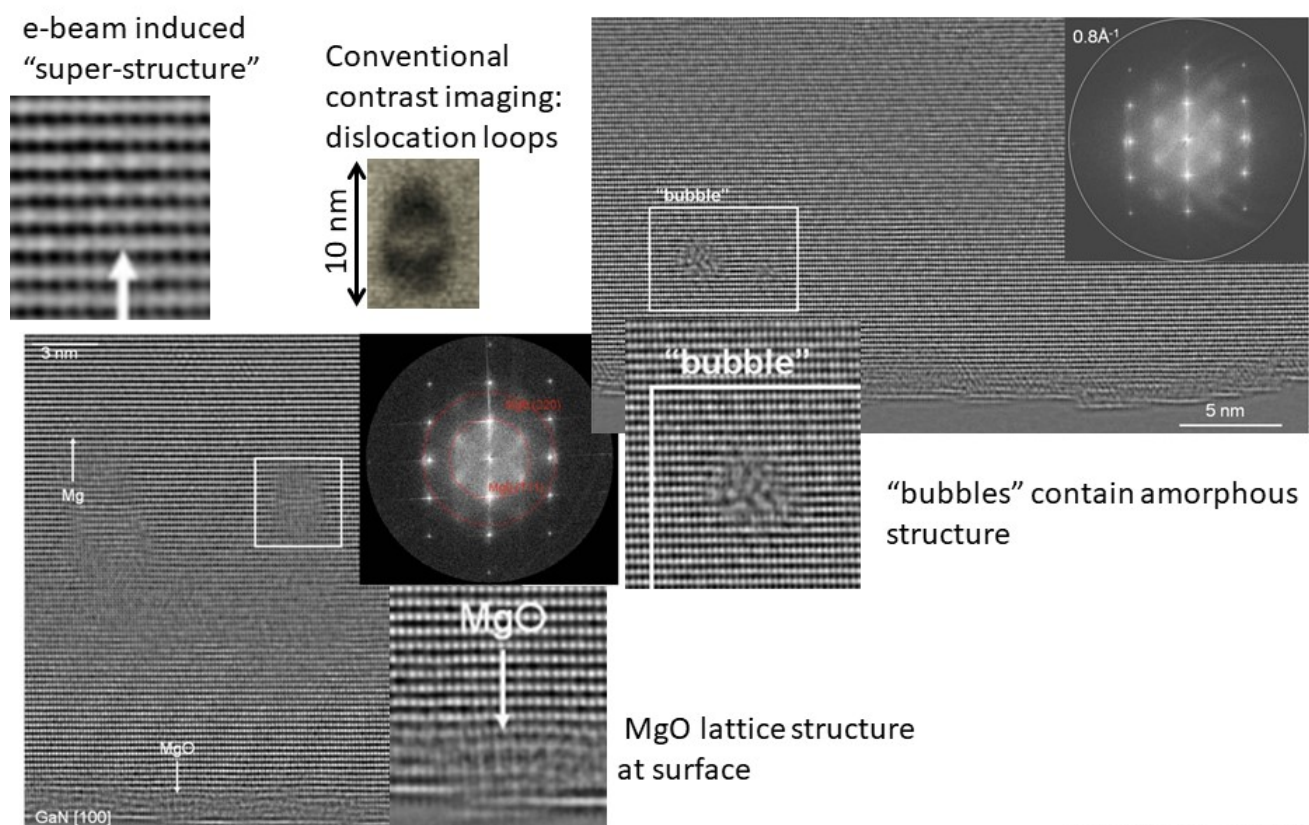 e-beam induced
“super-structure”
Conventional
contrast imaging:
dislocation loops
10 nm
0.8Å⁻¹
"bubble"
5 nm
3 nm
Mg
MgO
GaN [100]
"bubble"
“bubbles” contain amorphous
structure
MgO
MgO lattice structure
at surface